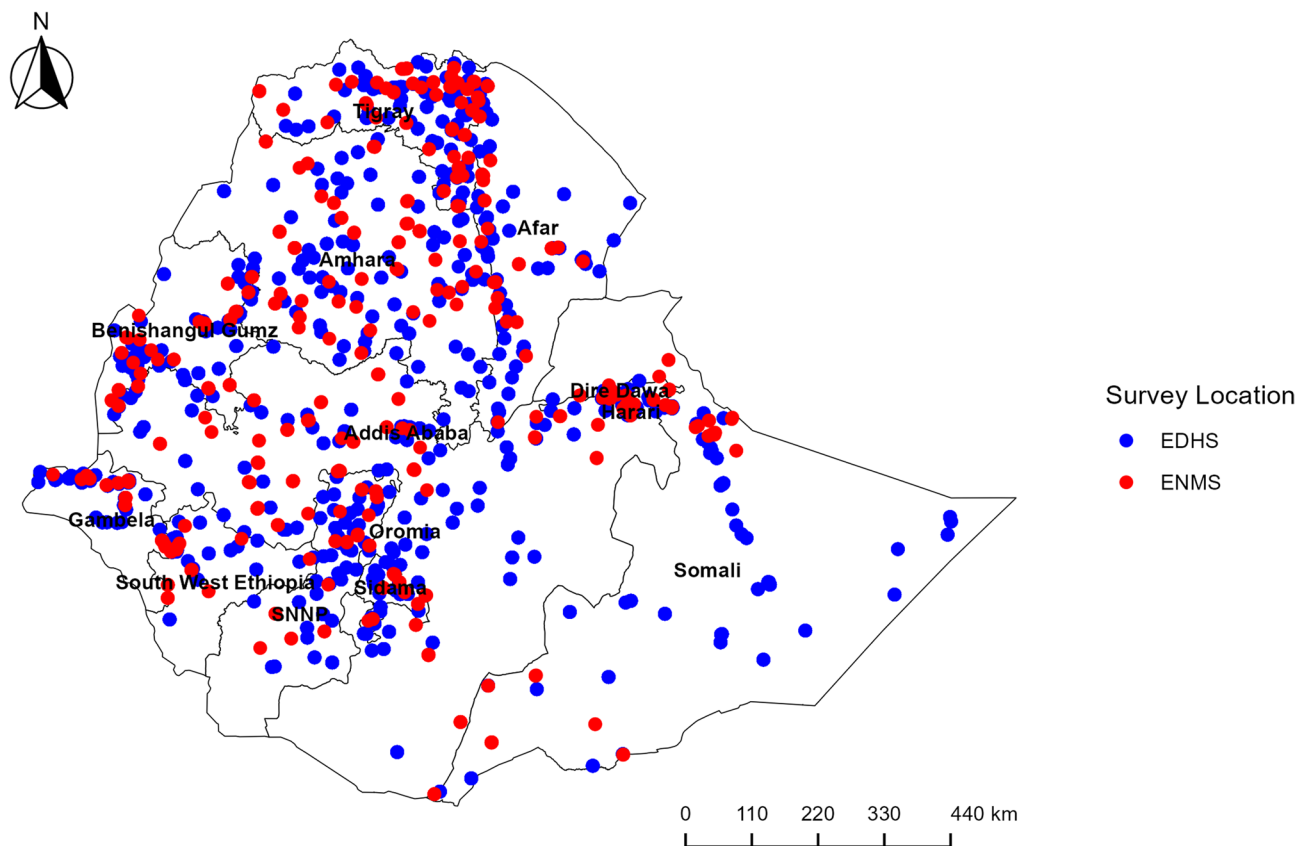 N
Tigray
Afar
Amhara
Benishangul Gumz
Dire Dawa
Harari
Addis Ababa
Gambela
Oromia
Somali
South West Ethiopia
Sidama
SNNP
Survey Location
EDHS
ENMS
0 110 220 330 440 km